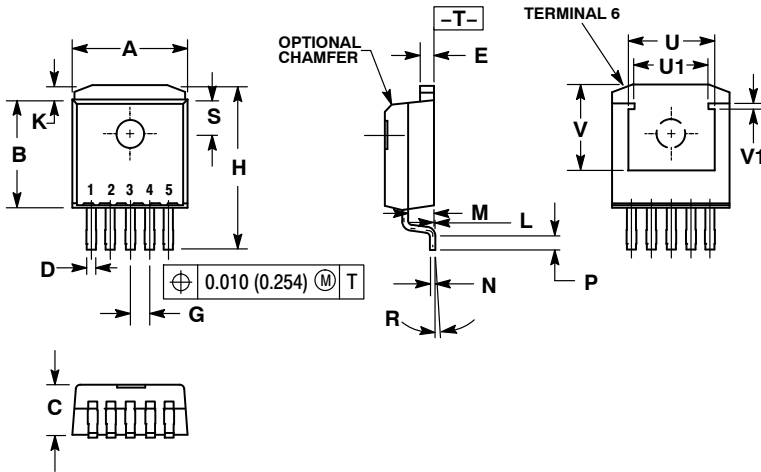 –T–
TERMINAL 6
A
U
OPTIONAL
CHAMFER
E
U1
K
S
B
H
V
V1
1 2 3 4 5
M
L
D
⌖ 0.010 (0.254) Ⓜ T
N
P
G
R
C